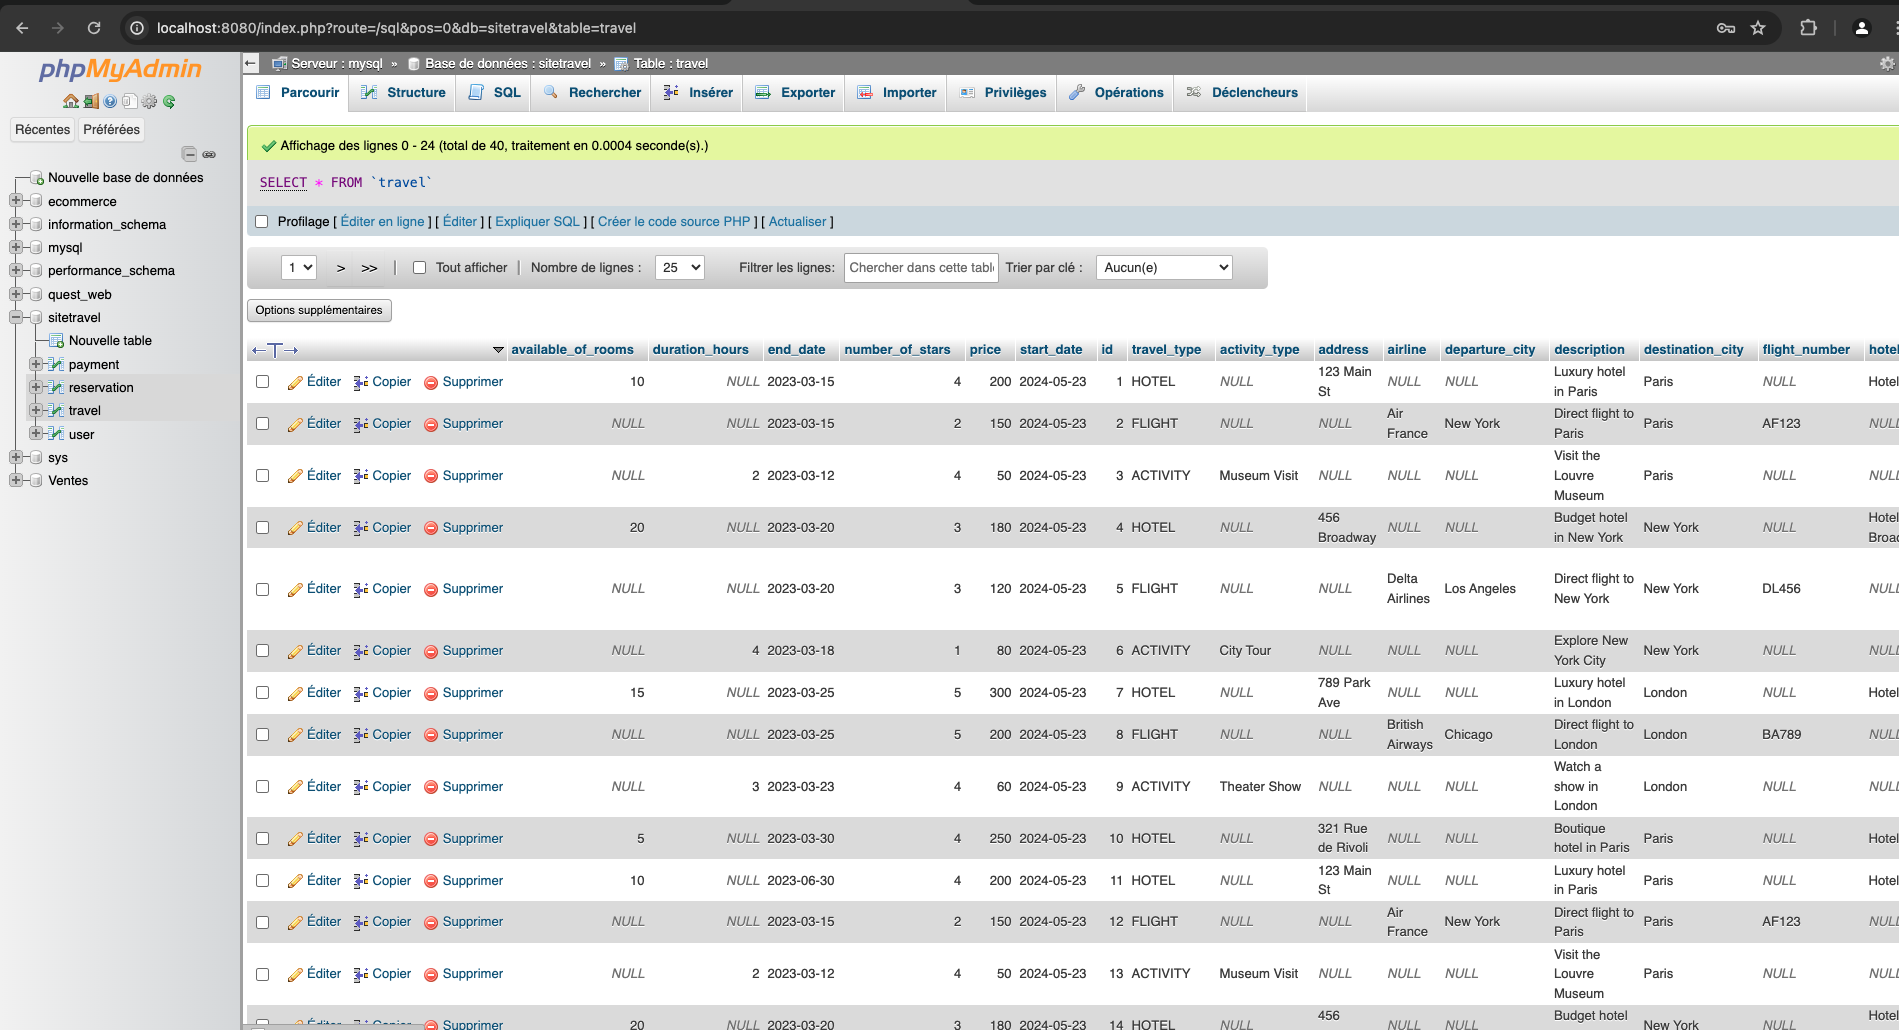 localhost:8080/index.php?route=/sql&pos=0&db=sitetravel&table=travel
phpMyAdmin
Récentes Préférées
Nouvelle base de données
ecommerce
information_schema
mysql
performance_schema
quest_web
sitetravel
Nouvelle table
payment
reservation
travel
user
sys
Ventes
Serveur : mysql » Base de données : sitetravel » Table : travel
Parcourir Structure SQL Rechercher Insérer Exporter Importer Privilèges Opérations Déclencheurs
Affichage des lignes 0 - 24 (total de 40, traitement en 0.0004 seconde(s).)
SELECT * FROM `travel`
Profilage [ Éditer en ligne ] [ Éditer ] [ Expliquer SQL ] [ Créer le code source PHP ] [ Actualiser ]
1 > >> | Tout afficher | Nombre de lignes : 25 Filtrer les lignes: Chercher dans cette table Trier par clé : Aucun(e)
Options supplémentaires
available_of_rooms duration_hours end_date number_of_stars price start_date id travel_type activity_type address airline departure_city description destination_city flight_number hotel
Éditer Copier Supprimer 10 NULL 2023-03-15 4 200 2024-05-23 1 HOTEL NULL 123 Main St NULL NULL Luxury hotel in Paris Paris NULL Hotel
Éditer Copier Supprimer NULL NULL 2023-03-15 2 150 2024-05-23 2 FLIGHT NULL NULL Air France New York Direct flight to Paris Paris AF123 NULL
Éditer Copier Supprimer NULL 2 2023-03-12 4 50 2024-05-23 3 ACTIVITY Museum Visit NULL NULL NULL Visit the Louvre Museum Paris NULL NULL
Éditer Copier Supprimer 20 NULL 2023-03-20 3 180 2024-05-23 4 HOTEL NULL 456 Broadway NULL NULL Budget hotel in New York New York NULL Hotel Broa
Éditer Copier Supprimer NULL NULL 2023-03-20 3 120 2024-05-23 5 FLIGHT NULL NULL Delta Airlines Los Angeles Direct flight to New York New York DL456 NULL
Éditer Copier Supprimer NULL 4 2023-03-18 1 80 2024-05-23 6 ACTIVITY City Tour NULL NULL NULL Explore New York City New York NULL NULL
Éditer Copier Supprimer 15 NULL 2023-03-25 5 300 2024-05-23 7 HOTEL NULL 789 Park Ave NULL NULL Luxury hotel in London London NULL Hotel
Éditer Copier Supprimer NULL NULL 2023-03-25 5 200 2024-05-23 8 FLIGHT NULL NULL British Airways Chicago Direct flight to London London BA789 NULL
Éditer Copier Supprimer NULL 3 2023-03-23 4 60 2024-05-23 9 ACTIVITY Theater Show NULL NULL NULL Watch a show in London London NULL NULL
Éditer Copier Supprimer 5 NULL 2023-03-30 4 250 2024-05-23 10 HOTEL NULL 321 Rue de Rivoli NULL NULL Boutique hotel in Paris Paris NULL Hotel
Éditer Copier Supprimer 10 NULL 2023-06-30 4 200 2024-05-23 11 HOTEL NULL 123 Main St NULL NULL Luxury hotel in Paris Paris NULL Hotel
Éditer Copier Supprimer NULL NULL 2023-03-15 2 150 2024-05-23 12 FLIGHT NULL NULL Air France New York Direct flight to Paris Paris AF123 NULL
Éditer Copier Supprimer NULL 2 2023-03-12 4 50 2024-05-23 13 ACTIVITY Museum Visit NULL NULL NULL Visit the Louvre Museum Paris NULL NULL
Éditer Copier Supprimer 20 NULL 2023-03-20 3 180 2024-05-23 14 HOTEL NULL 456 NULL NULL Budget hotel New York NULL Hotel